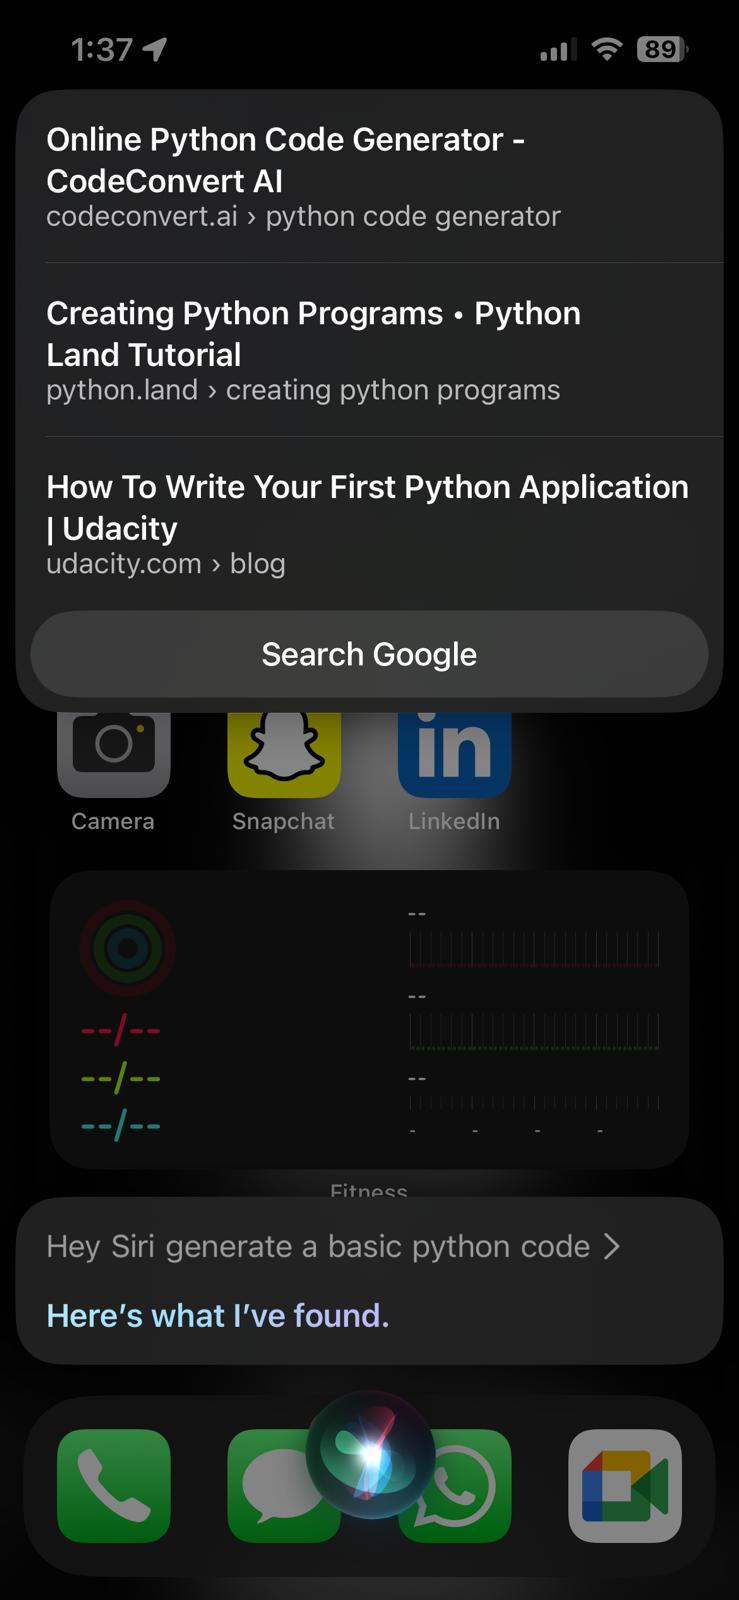 1:37
89
Online Python Code Generator -
CodeConvert AI
codeconvert.ai › python code generator
Creating Python Programs • Python
Land Tutorial
python.land › creating python programs
How To Write Your First Python Application
| Udacity
udacity.com › blog
Search Google
in
Camera Snapchat LinkedIn
--
--
--/--
--/--
--
--/--
- - - -
Fitness
Hey Siri generate a basic python code >
Here’s what I’ve found.